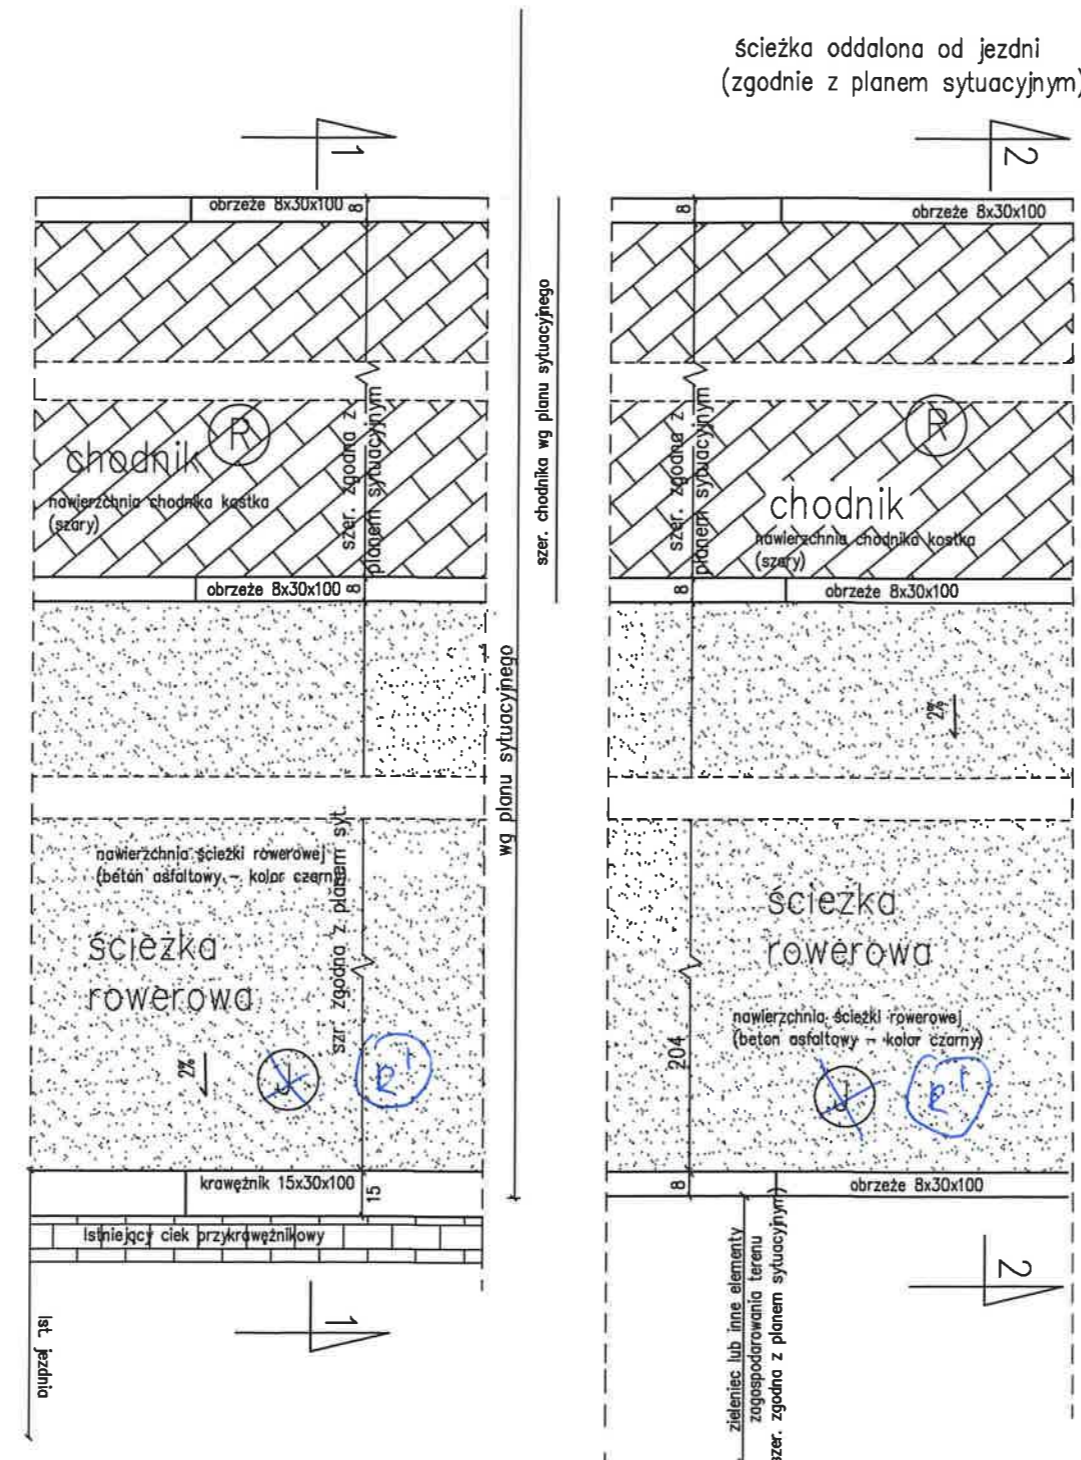 ścieżka oddalona od jezdni
(zgodnie z planem sytuacyjnym)
1
obrzeże 8x30x100
8
szer. zgodna z
planem sytuacyjnym
R
chodnik
nawierzchnia chodnika kostka
(szary)
obrzeże 8x30x100
8
szer. chodnika wg planu sytuacyjnego
wg planu sytuacyjnego
nawierzchnia ścieżki rowerowej
(beton asfaltowy – kolor czarny)
szr. zgodna z planem syt.
ścieżka
rowerowa
2%
J
R'
krawężnik 15x30x100
15
Istniejący ciek przykrawężnikowy
1
Ist. jezdnia
2
8
obrzeże 8x30x100
szer. zgodna z
planem sytuacyjnym
R
chodnik
nawierzchnia chodnika kostka
(szary)
8
obrzeże 8x30x100
2%
ścieżka
rowerowa
nawierzchnia ścieżki rowerowej
(beton asfaltowy – kolor czarny)
204
J
R'
8
obrzeże 8x30x100
zieleniec lub inne elementy
zagospodarowania terenu
szer. zgodna z planem sytuacyjnym)
2